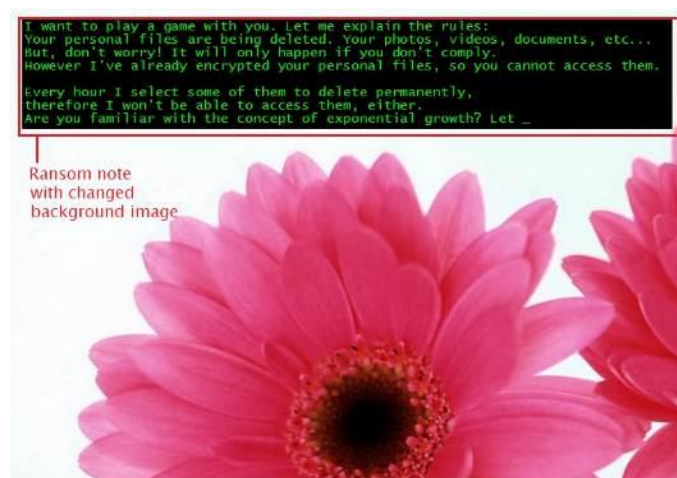 I want to play a game with you. Let me explain the rules:
Your personal files are being deleted. Your photos, videos, documents, etc...
But, don't worry! It will only happen if you don't comply.
However I've already encrypted your personal files, so you cannot access them.
Every hour I select some of them to delete permanently,
therefore I won't be able to access them, either.
Are you familiar with the concept of exponential growth? Let _
Ransom note
with changed
background image